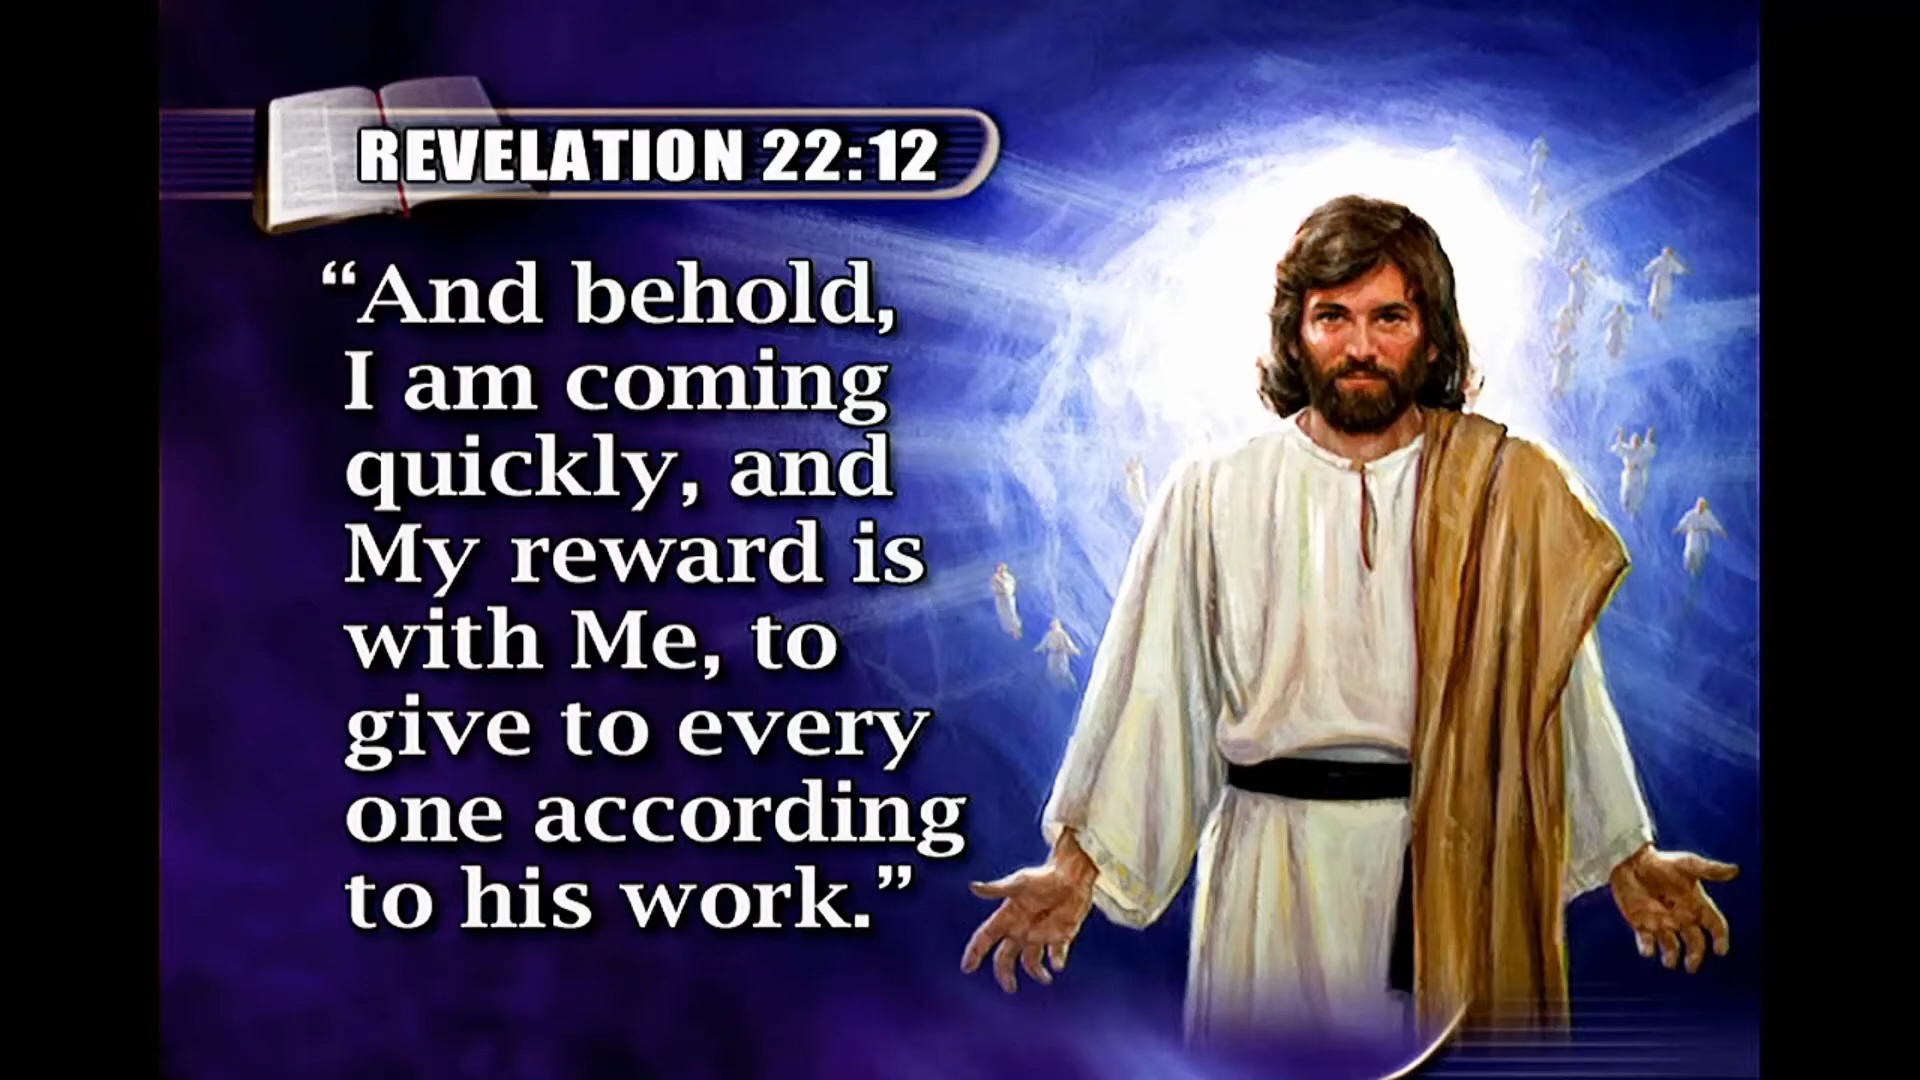 REVELATION 22:12
“And behold,
I am coming
quickly, and
My reward is
with Me, to
give to every
one according
to his work.”